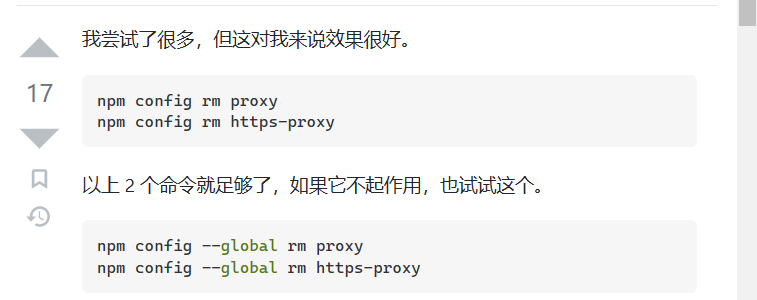 我尝试了很多，但这对我来说效果很好。
17
npm config rm proxy
npm config rm https-proxy
以上 2 个命令就足够了，如果它不起作用，也试试这个。
npm config --global rm proxy
npm config --global rm https-proxy